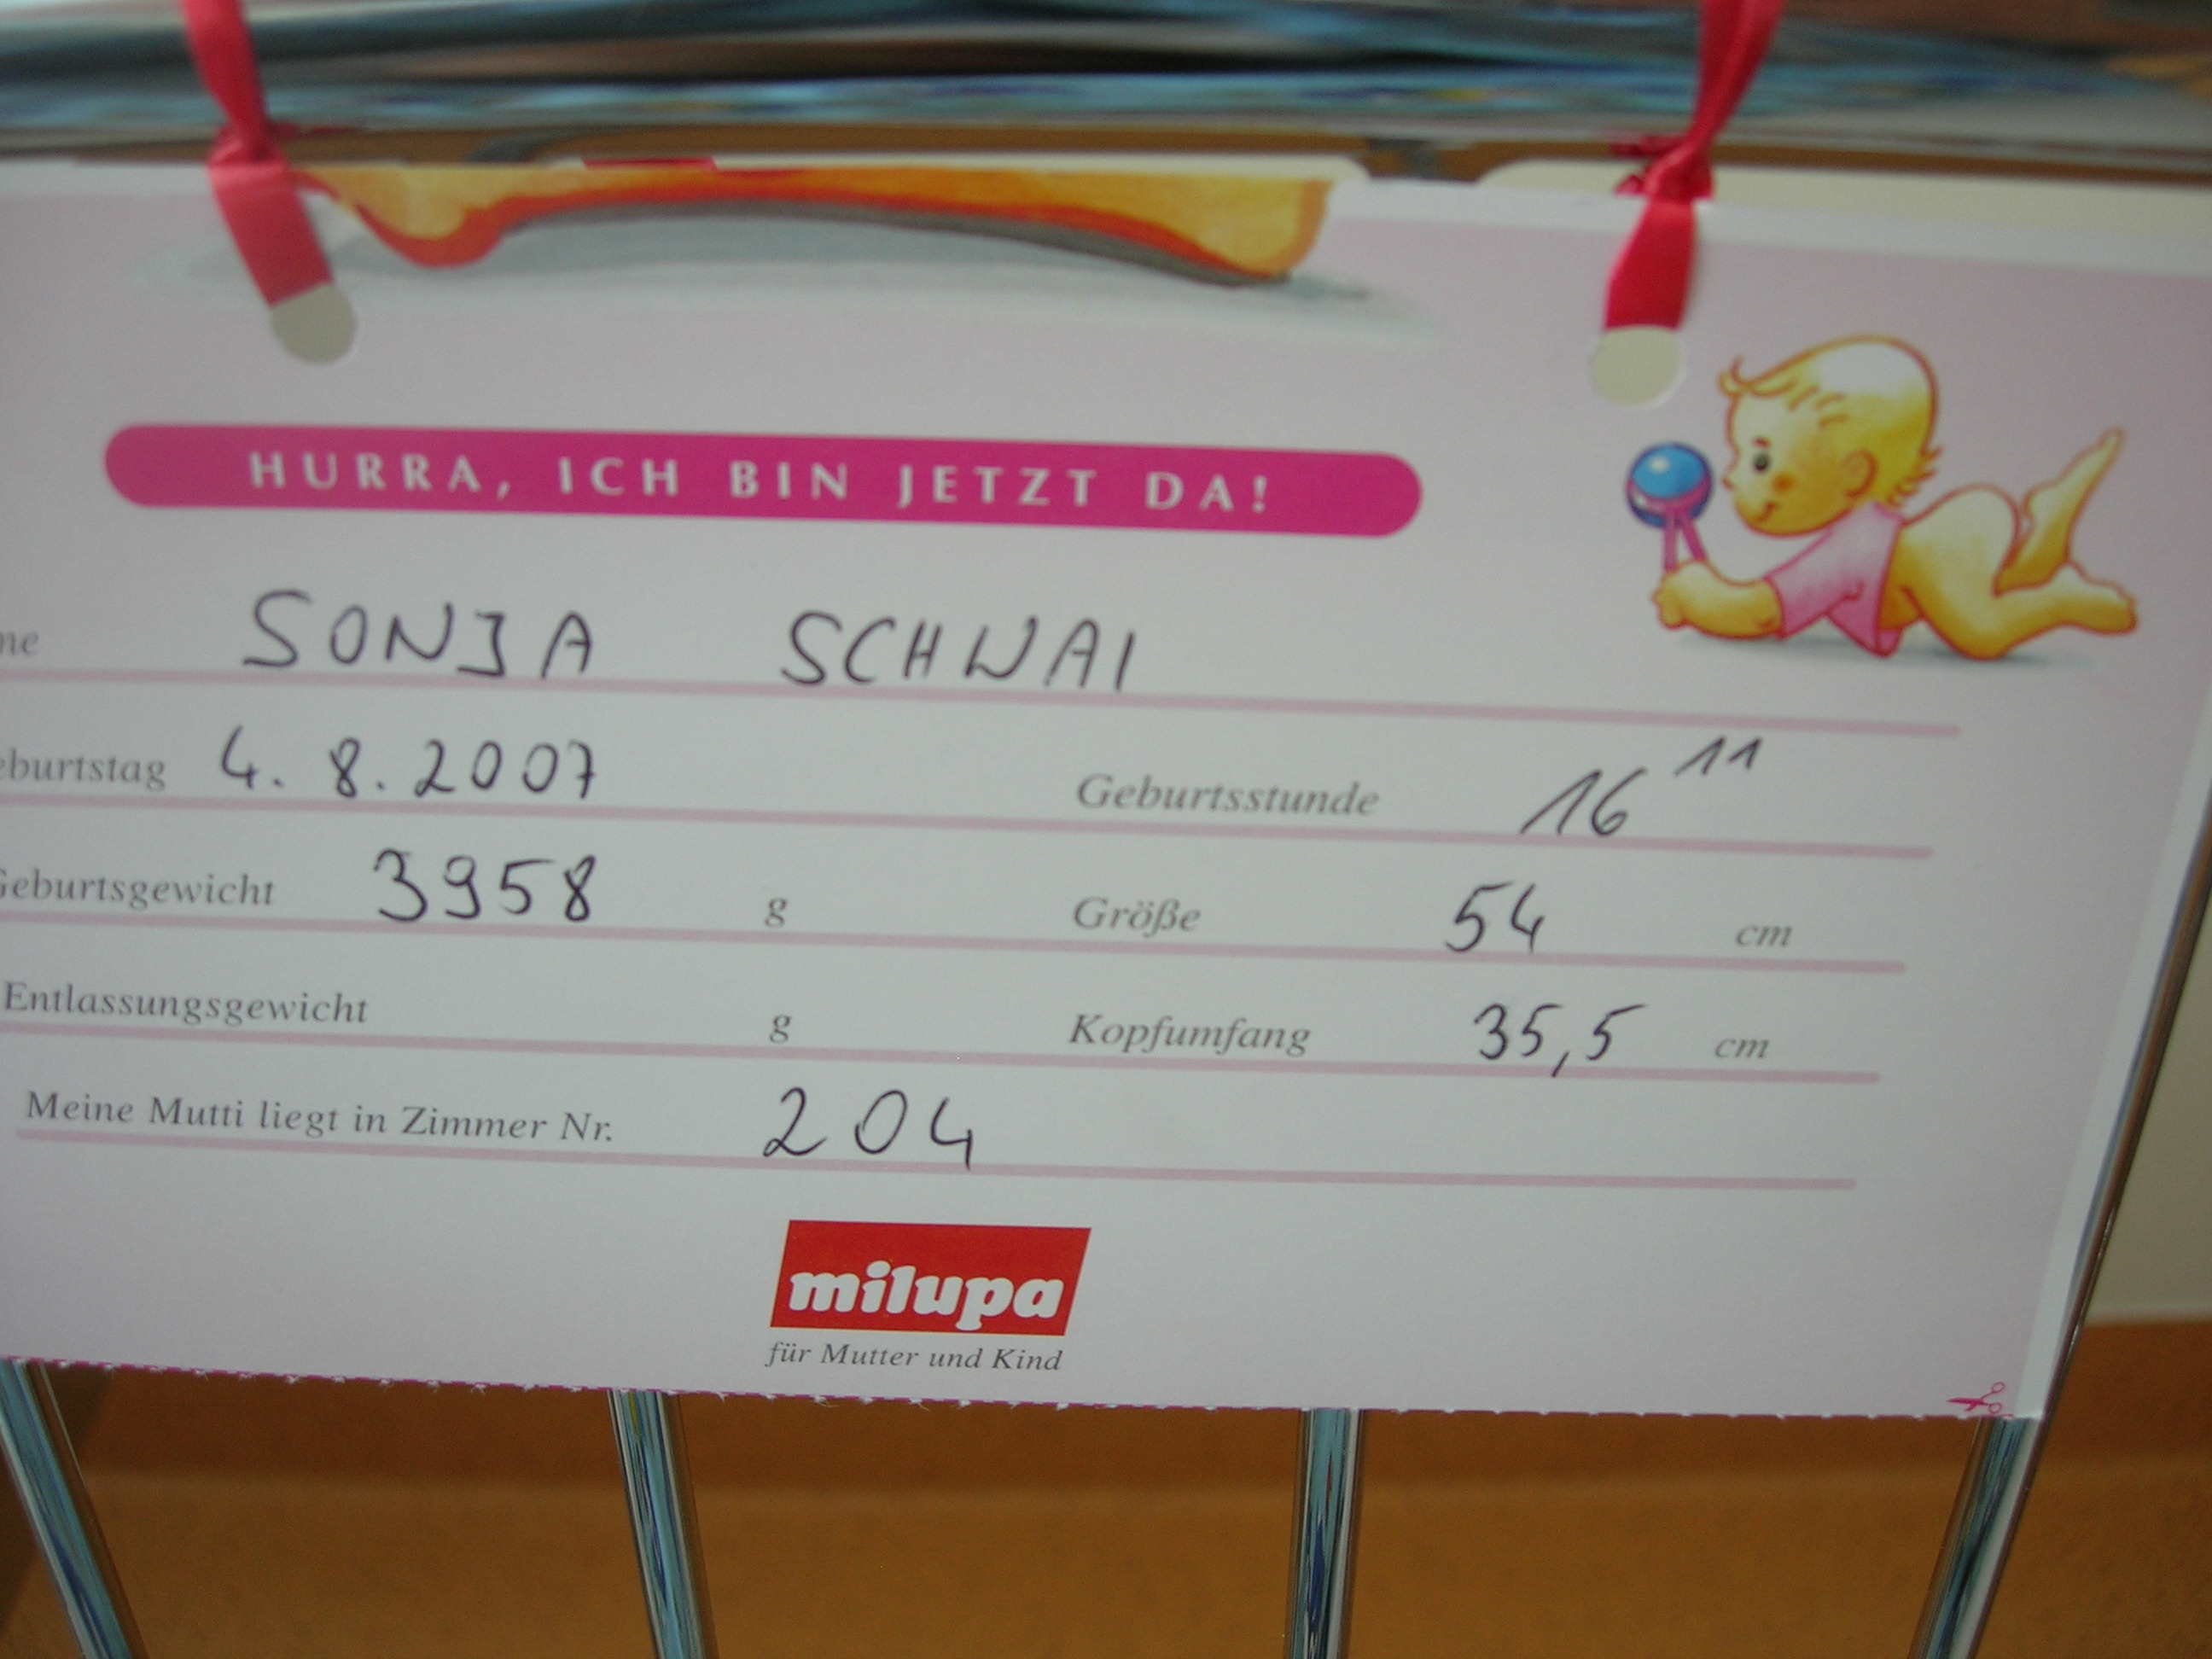 HURRA, ICH BIN JETZT DA!
me SONJA SCHWAI
eburtstag 4.8.2007 Geburtsstunde 16 11
Geburtsgewicht 3958 g Größe 54 cm
Entlassungsgewicht g Kopfumfang 35,5 cm
Meine Mutti liegt in Zimmer Nr. 204
milupa
für Mutter und Kind